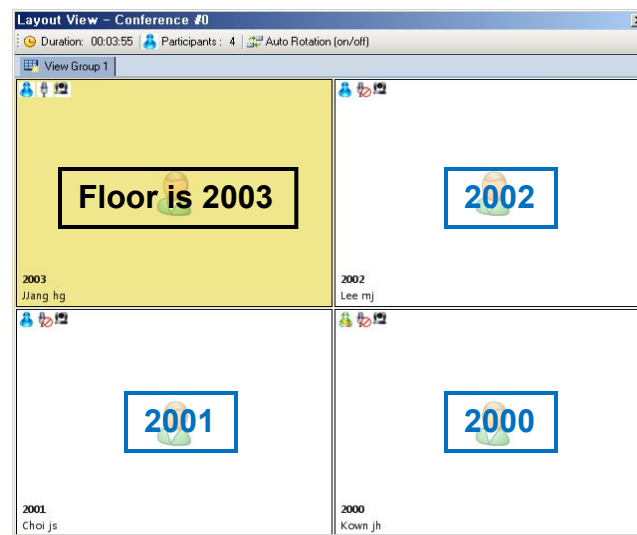 Layout View - Conference #0
Duration: 00:03:55 Participants : 4 Auto Rotation (on/off)
View Group 1
Floor is 2003
2002
2003
JJang hg
2002
Lee mj
2001
2000
2001
Choi js
2000
Kown jh